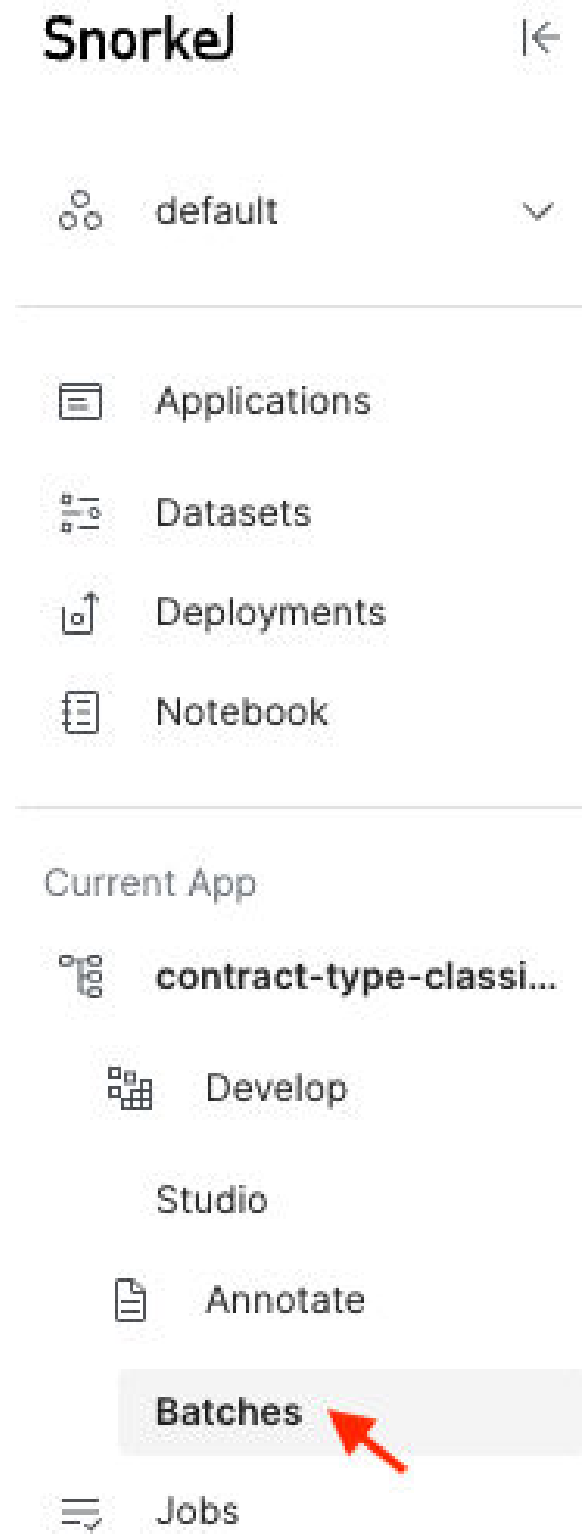 Snorkel
default
Applications
Datasets
Deployments
Notebook
Current App
contract-type-classi...
Develop
Studio
Annotate
Batches
Jobs